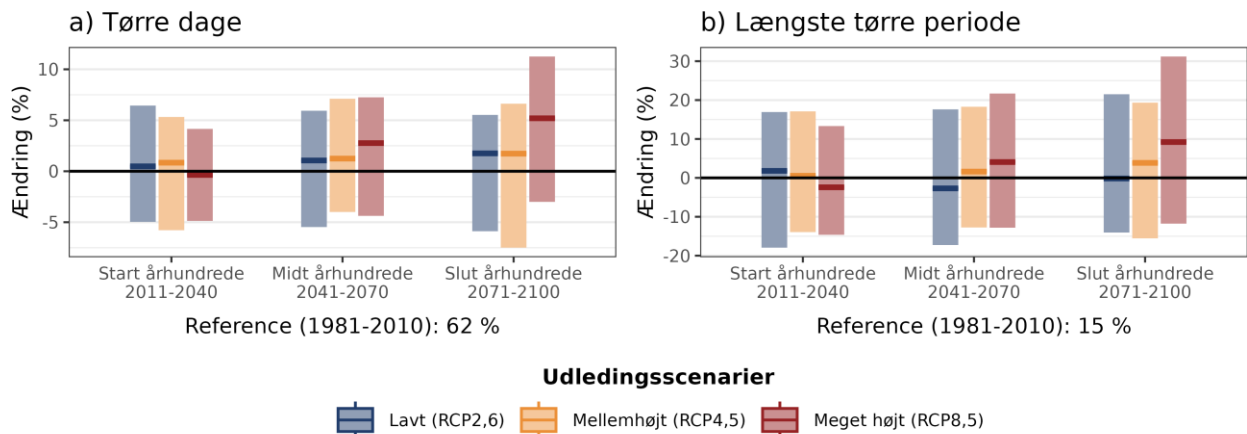 a) Tørre dage
Ændring (%)
10
5
0
-5
Start århundrede
2011-2040
Midt århundrede
2041-2070
Slut århundrede
2071-2100
Reference (1981-2010): 62 %
b) Længste tørre periode
Ændring (%)
30
20
10
0
-10
-20
Start århundrede
2011-2040
Midt århundrede
2041-2070
Slut århundrede
2071-2100
Reference (1981-2010): 15 %
Udledingsscenarier
Lavt (RCP2,6)
Mellemhøjt (RCP4,5)
Meget højt (RCP8,5)